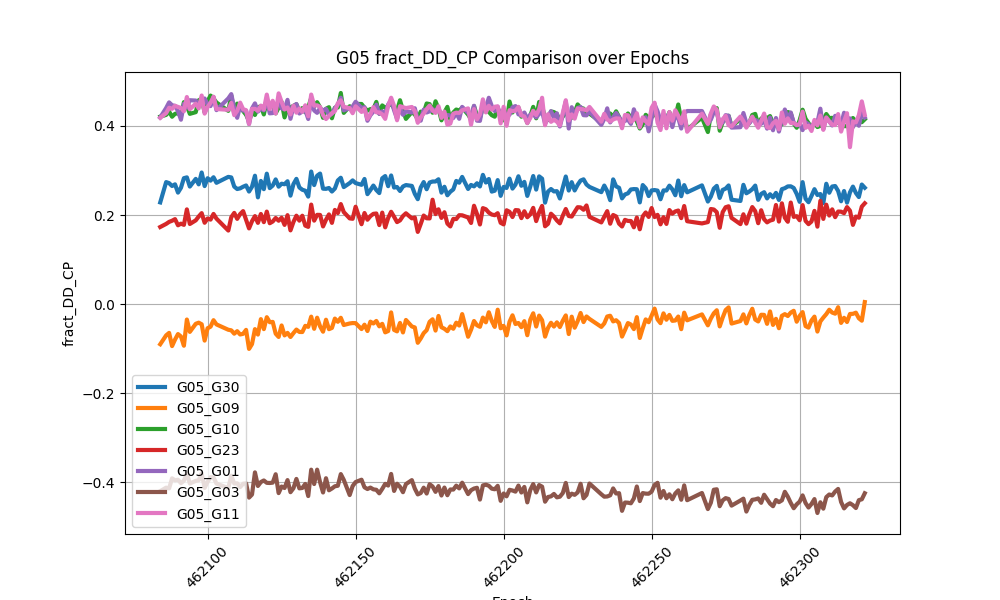 G05 fract_DD_CP Comparison over Epochs
fract_DD_CP
0.4
0.2
0.0
−0.2
−0.4
G05_G30
G05_G09
G05_G10
G05_G23
G05_G01
G05_G03
G05_G11
462100
462150
462200
462250
462300
Epoch